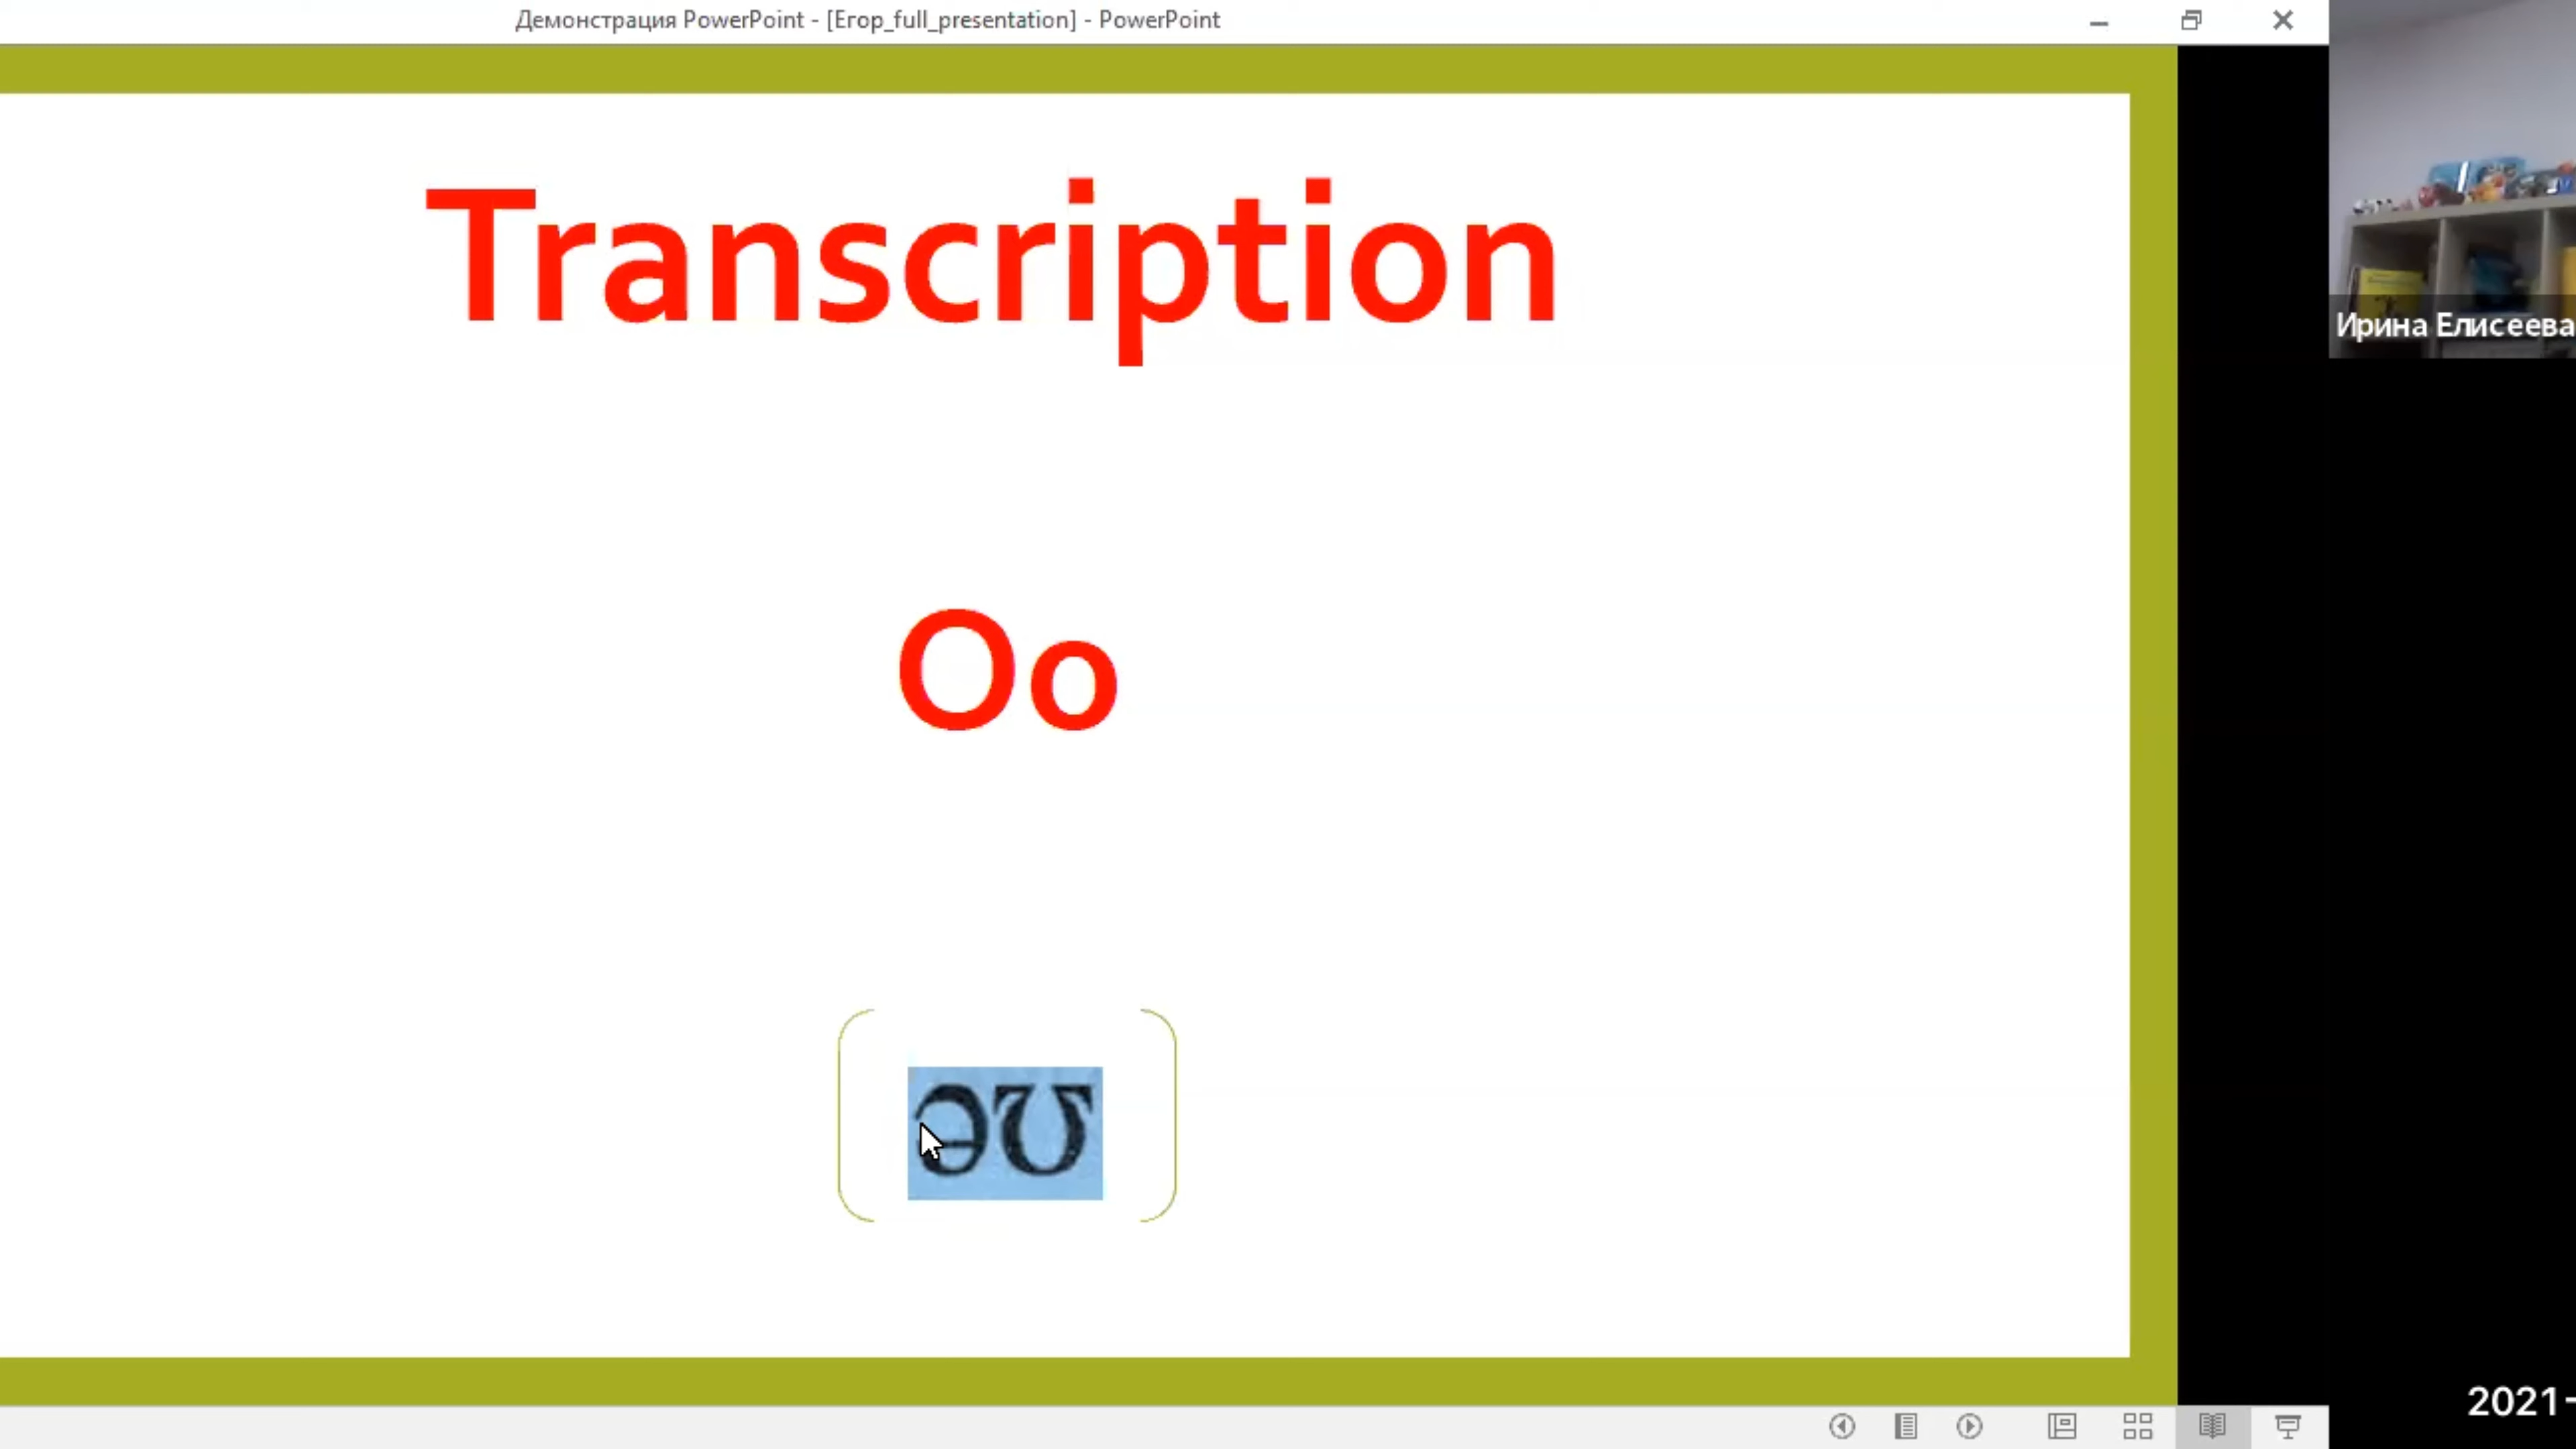 Демонстрация PowerPoint - [Егор_full_presentation] - PowerPoint
Transcription
Ирина Елисеева
Oo
əʊ
2021-